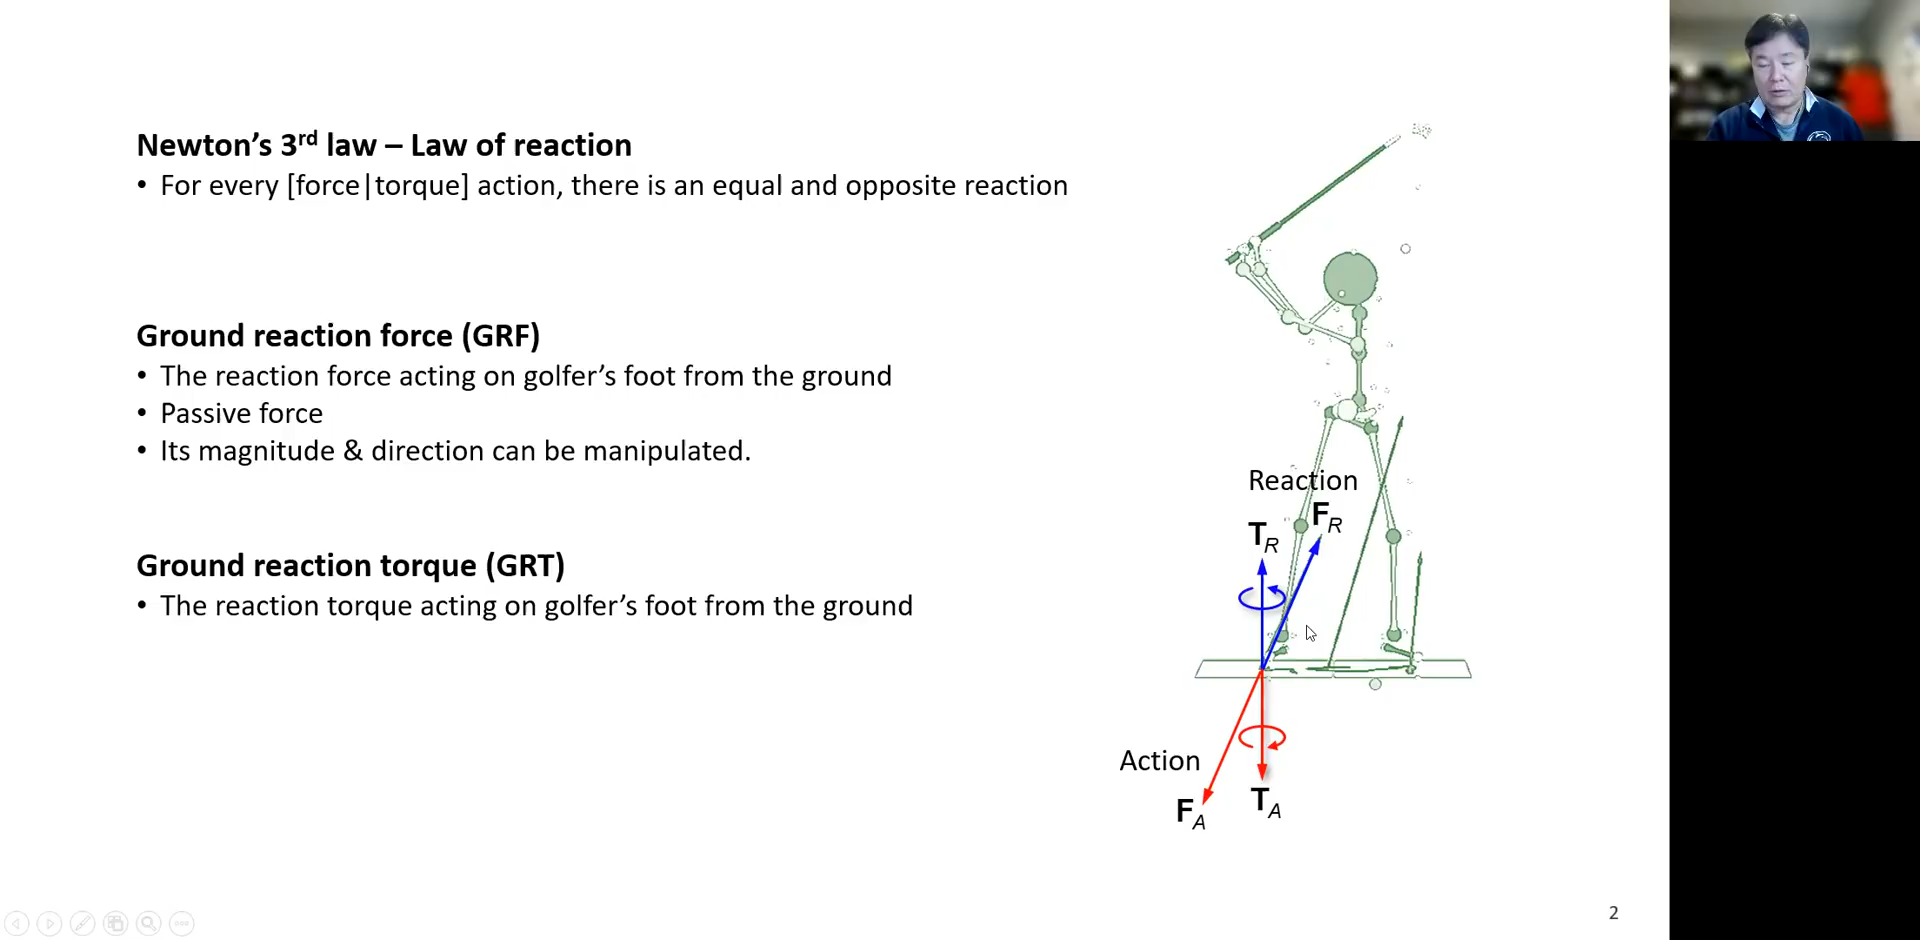 Newton's 3rd law – Law of reaction
• For every [force|torque] action, there is an equal and opposite reaction
Ground reaction force (GRF)
• The reaction force acting on golfer's foot from the ground
• Passive force
• Its magnitude & direction can be manipulated.
Ground reaction torque (GRT)
• The reaction torque acting on golfer's foot from the ground
Reaction
F_R
T_R
Action
F_A
T_A
2